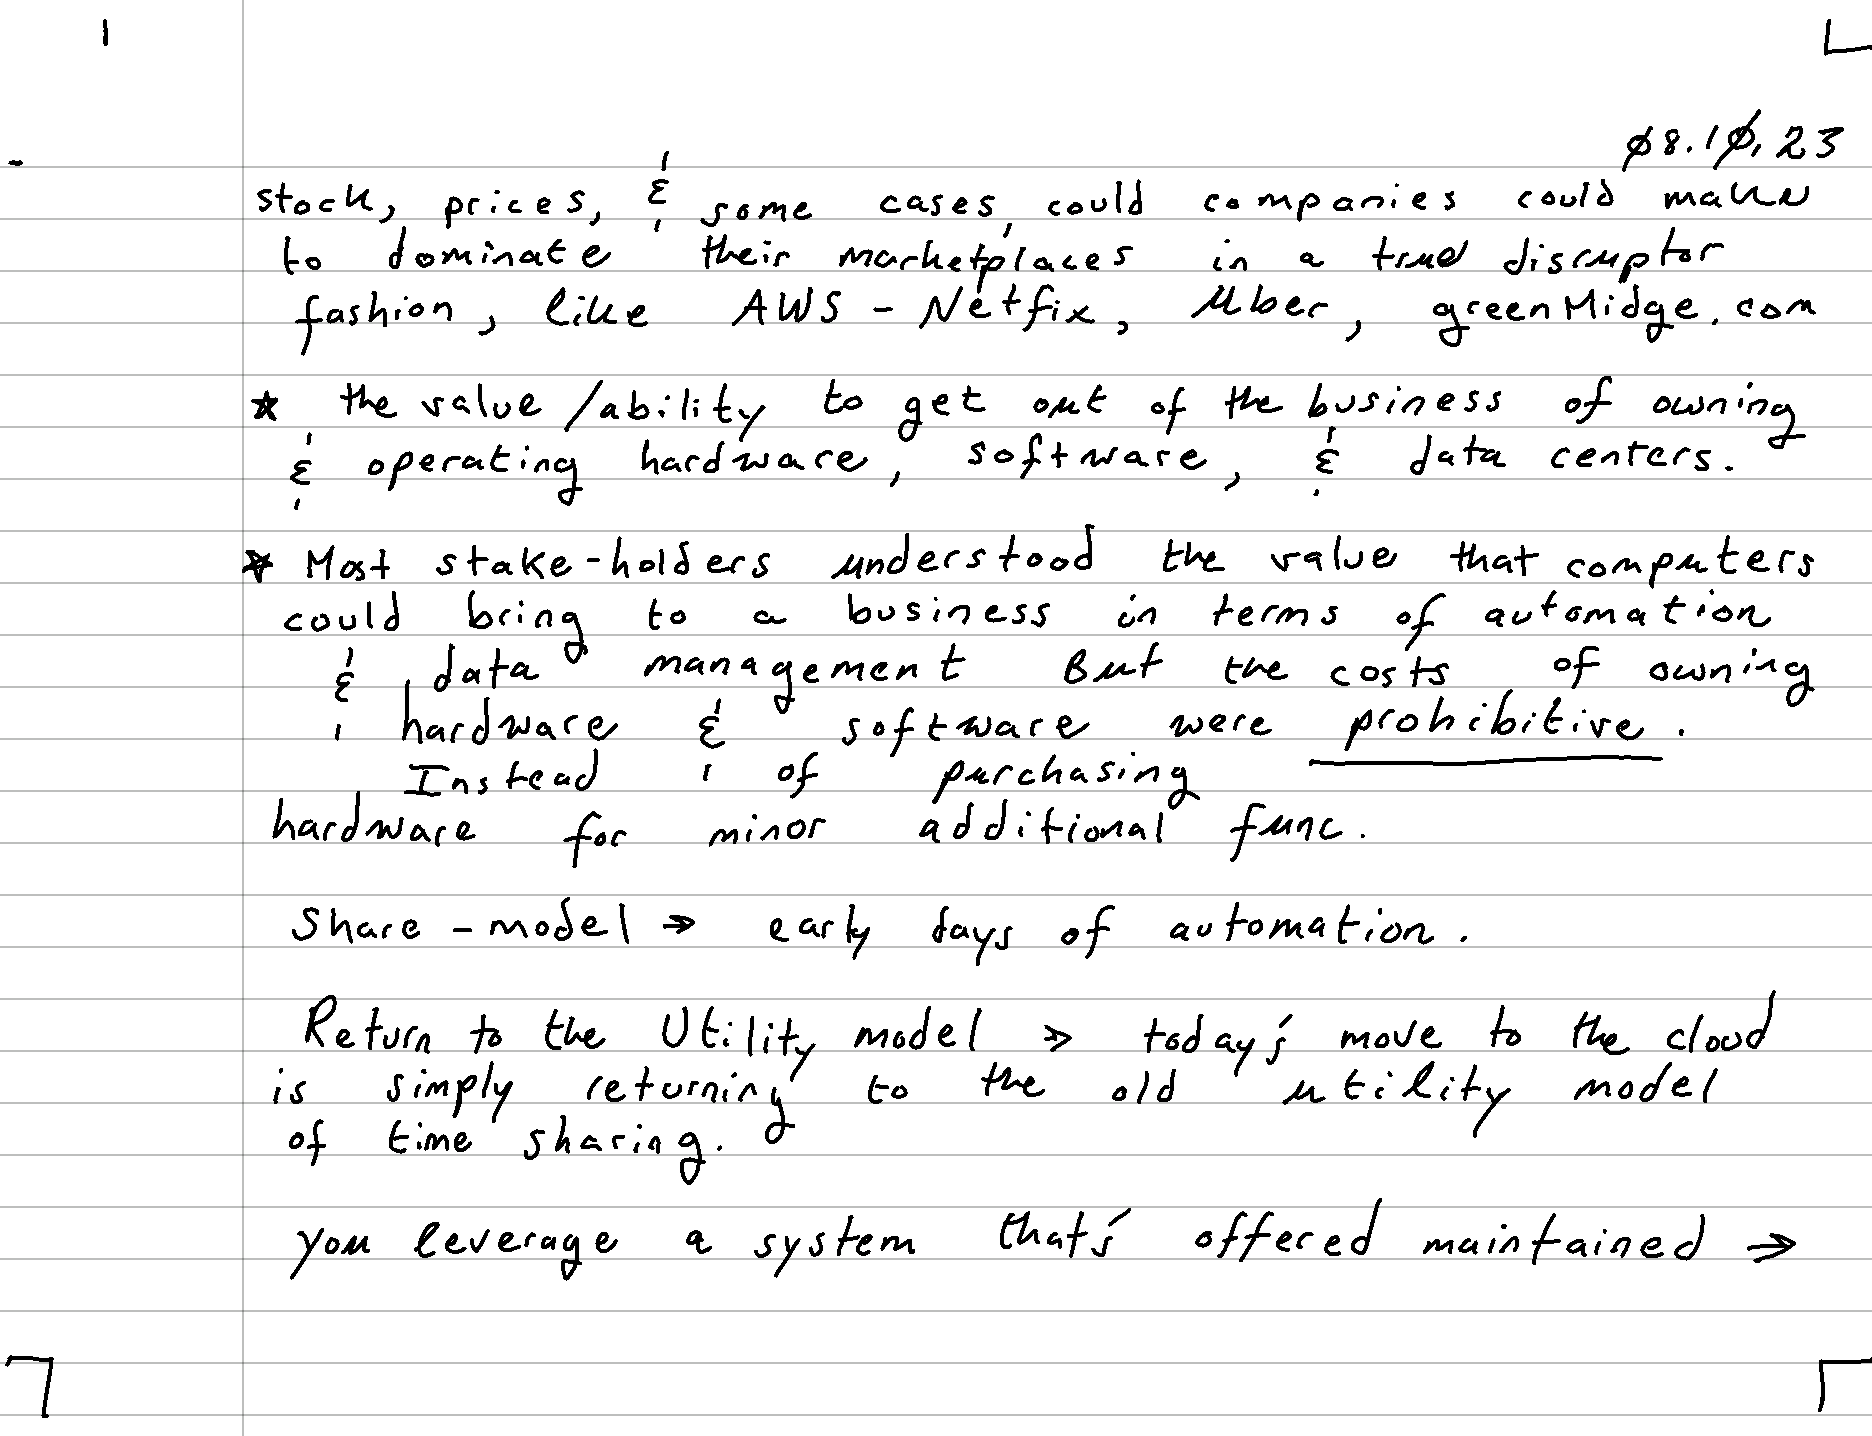 08.10.23
stock, prices, & some cases, could companies could make
to dominate their marketplaces in a true disruptor
fashion, like AWS - Netfix, Uber, greenMidge.com
* the value/ability to get out of the business of owning
& operating hardware, software, & data centers.
* Most stake-holders understood the value that computers
could bring to a business in terms of automation
& data management But the costs of owning
hardware & software were prohibitive.
Instead of purchasing
hardware for minor additional func.
Share-model → early days of automation.
Return to the Utility model → today's move to the cloud
is simply returning to the old utility model
of time sharing.
you leverage a system that's offered maintained →